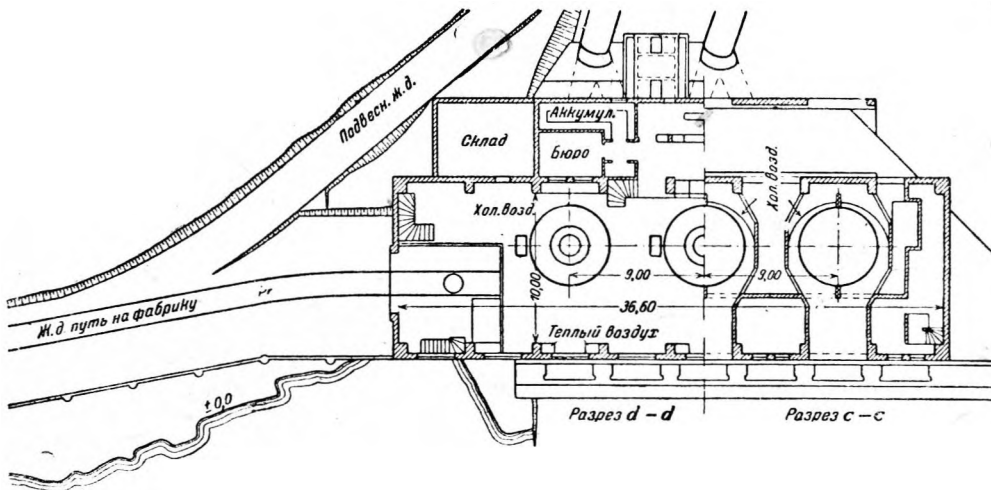 Подвесн. ж.д.
Склад
Аккумул.
Бюро
Хол. возд.
Хол. возд.
9,00
9,00
10,00
36,60
Ж.д. путь на фабрику
Теплый воздух
± 0,0
Разрез d – d
Разрез c – c